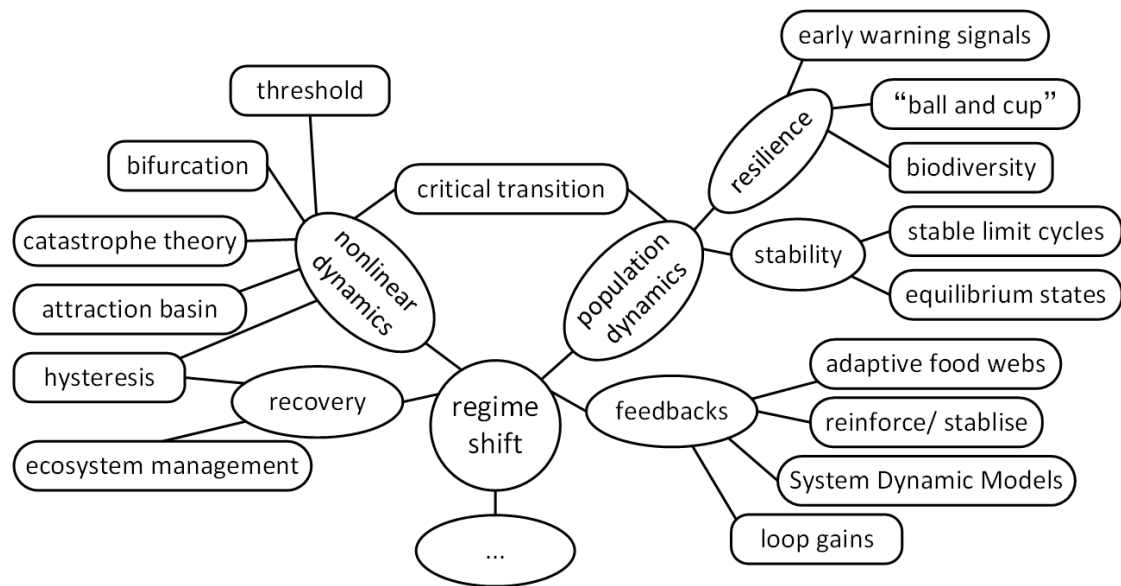 early warning signals
threshold
“ball and cup”
resilience
bifurcation
biodiversity
critical transition
catastrophe theory
nonlinear
dynamics
population
dynamics
stability
stable limit cycles
attraction basin
equilibrium states
hysteresis
adaptive food webs
recovery
regime
shift
feedbacks
reinforce/ stablise
ecosystem management
System Dynamic Models
loop gains
...